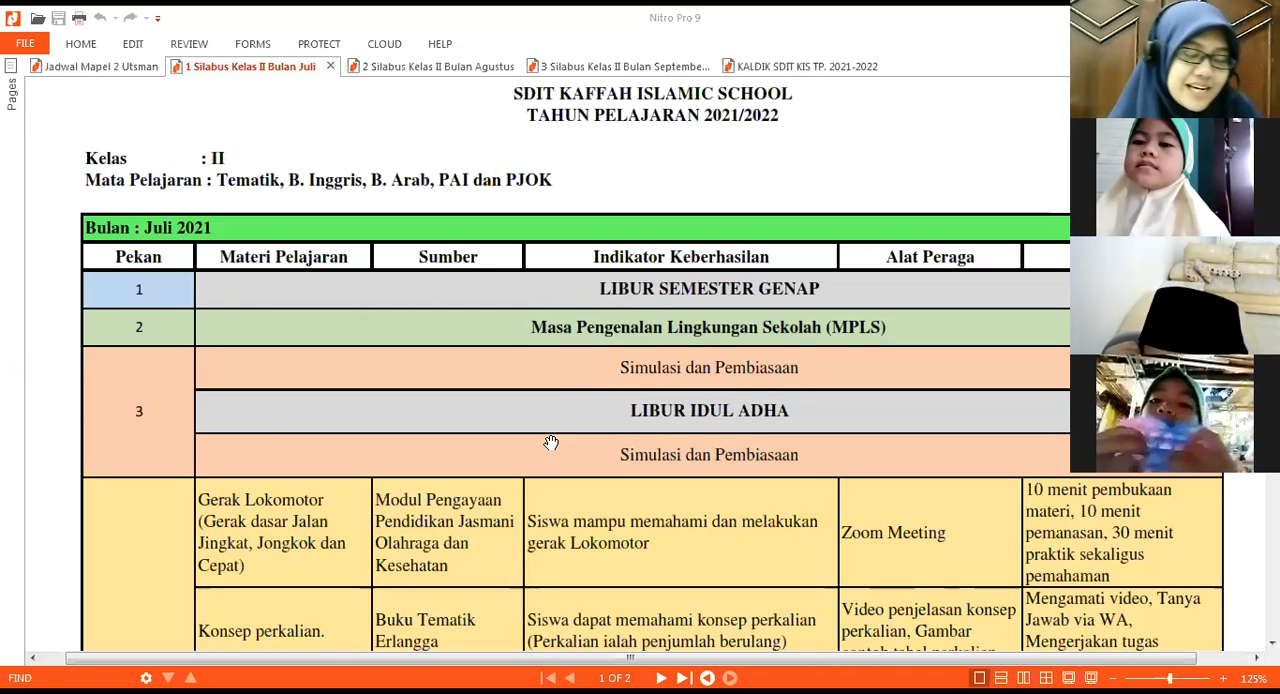 Nitro Pro 9
FILE HOME EDIT REVIEW FORMS PROTECT CLOUD HELP
Jadwal Mapel 2 Utsman
1 Silabus Kelas II Bulan Juli
2 Silabus Kelas II Bulan Agustus
3 Silabus Kelas II Bulan Septembe...
KALDIK SDIT KIS TP. 2021-2022
Pages
SDIT KAFFAH ISLAMIC SCHOOL
TAHUN PELAJARAN 2021/2022
Kelas : II
Mata Pelajaran : Tematik, B. Inggris, B. Arab, PAI dan PJOK
Bulan : Juli 2021
Pekan Materi Pelajaran Sumber Indikator Keberhasilan Alat Peraga
1 LIBUR SEMESTER GENAP
2 Masa Pengenalan Lingkungan Sekolah (MPLS)
Simulasi dan Pembiasaan
3 LIBUR IDUL ADHA
Simulasi dan Pembiasaan
Gerak Lokomotor
(Gerak dasar Jalan
Jingkat, Jongkok dan
Cepat)
Modul Pengayaan
Pendidikan Jasmani
Olahraga dan
Kesehatan
Siswa mampu memahami dan melakukan
gerak Lokomotor
Zoom Meeting
10 menit pembukaan
materi, 10 menit
pemanasan, 30 menit
praktik sekaligus
pemahaman
Konsep perkalian.
Buku Tematik
Erlangga
Siswa dapat memahami konsep perkalian
(Perkalian ialah penjumlah berulang)
Video penjelasan konsep
perkalian, Gambar
contoh tabel perkalian
Mengamati video, Tanya
Jawab via WA,
Mengerjakan tugas
FIND
1 OF 2
125%